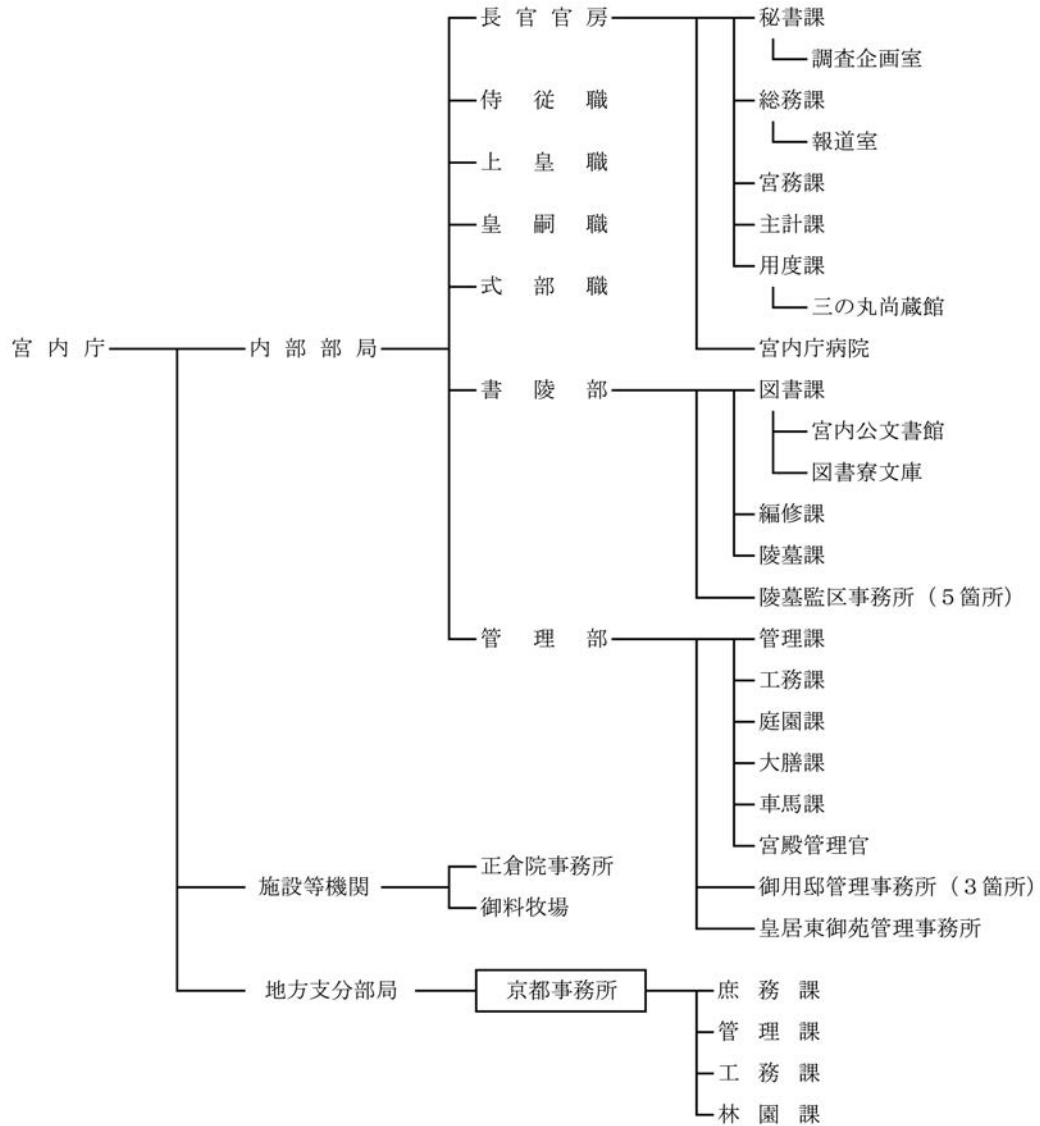 長官官房
秘書課
調査企画室
侍従職
総務課
報道室
上皇職
宮務課
皇嗣職
主計課
用度課
式部職
三の丸尚蔵館
宮内庁
内部部局
宮内庁病院
書陵部
図書課
宮内公文書館
図書寮文庫
編修課
陵墓課
陵墓監区事務所（５箇所）
管理部
管理課
工務課
庭園課
大膳課
車馬課
宮殿管理官
施設等機関
正倉院事務所
御料牧場
御用邸管理事務所（３箇所）
皇居東御苑管理事務所
地方支分部局
京都事務所
庶務課
管理課
工務課
林園課